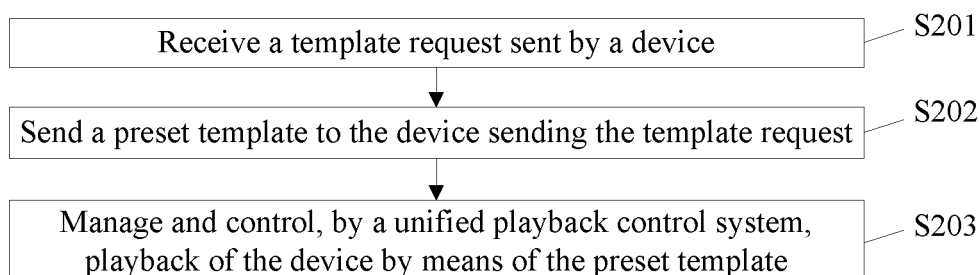 Receive a template request sent by a device
S201
Send a preset template to the device sending the template request
S202
Manage and control, by a unified playback control system,
playback of the device by means of the preset template
S203